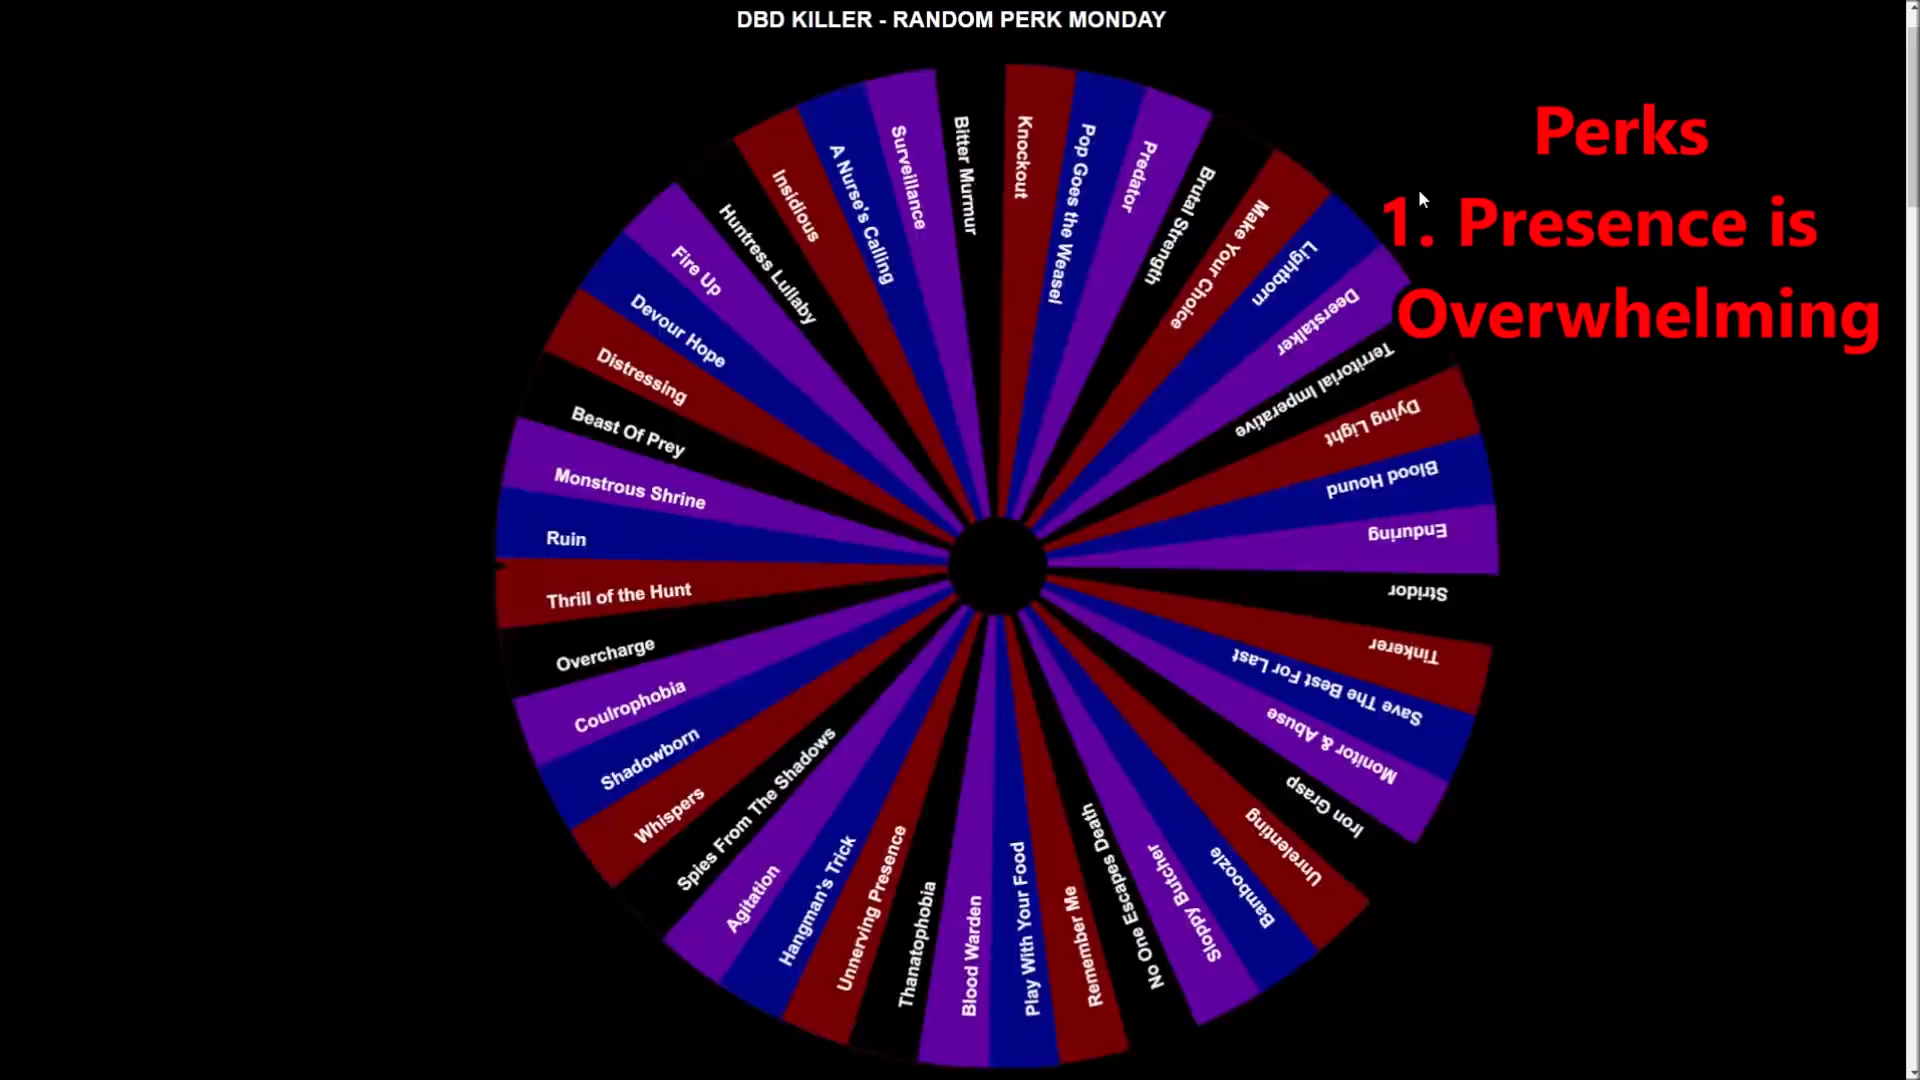 DBD KILLER - RANDOM PERK MONDAY
Perks
1. Presence is
Overwhelming
Knockout
Pop Goes the Weasel
Predator
Brutal Strength
Make Your Choice
Lightborn
Deerstalker
Territorial Imperative
Dying Light
Blood Hound
Enduring
Stridor
Tinkerer
Save The Best For Last
Monitor & Abuse
Iron Grasp
Unrelenting
Bamboozle
Sloppy Butcher
No One Escapes Death
Remember Me
Play With Your Food
Blood Warden
Thanatophobia
Unnerving Presence
Hangman's Trick
Agitation
Spies From The Shadows
Whispers
Shadowborn
Coulrophobia
Overcharge
Thrill of the Hunt
Ruin
Monstrous Shrine
Beast Of Prey
Distressing
Devour Hope
Fire Up
Huntress Lullaby
Insidious
A Nurse's Calling
Surveillance
Bitter Murmur